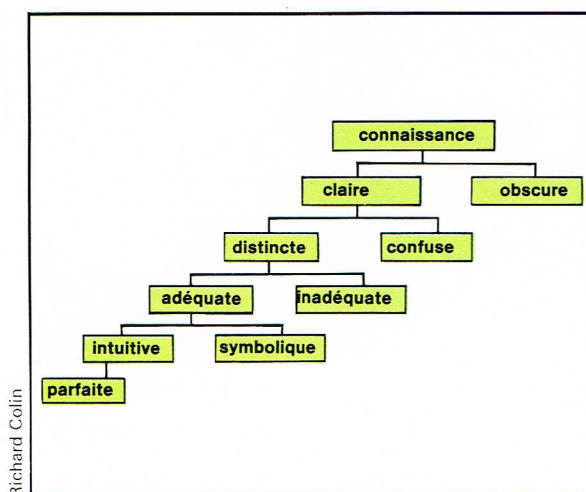 connaissance
claire
obscure
distincte
confuse
adéquate
inadéquate
intuitive
symbolique
parfaite
Richard Colin